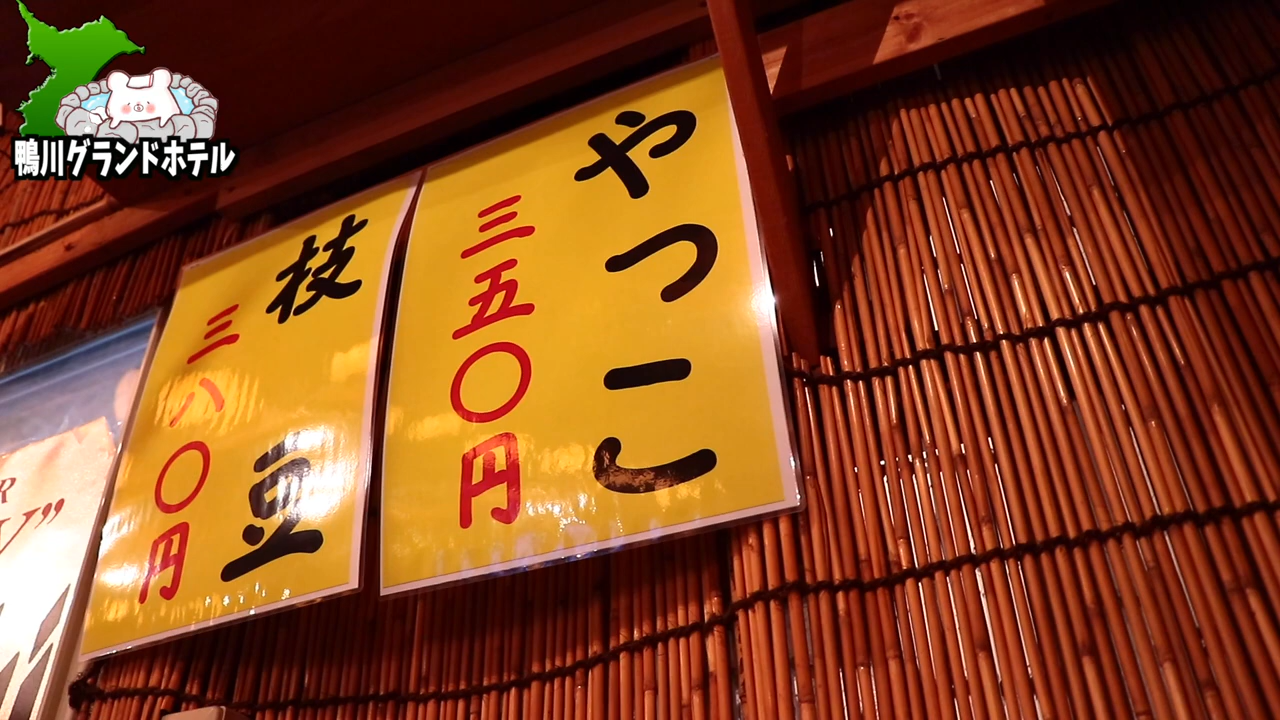 鴨川グランドホテル
やっこ
三五〇円
枝豆
三八〇円